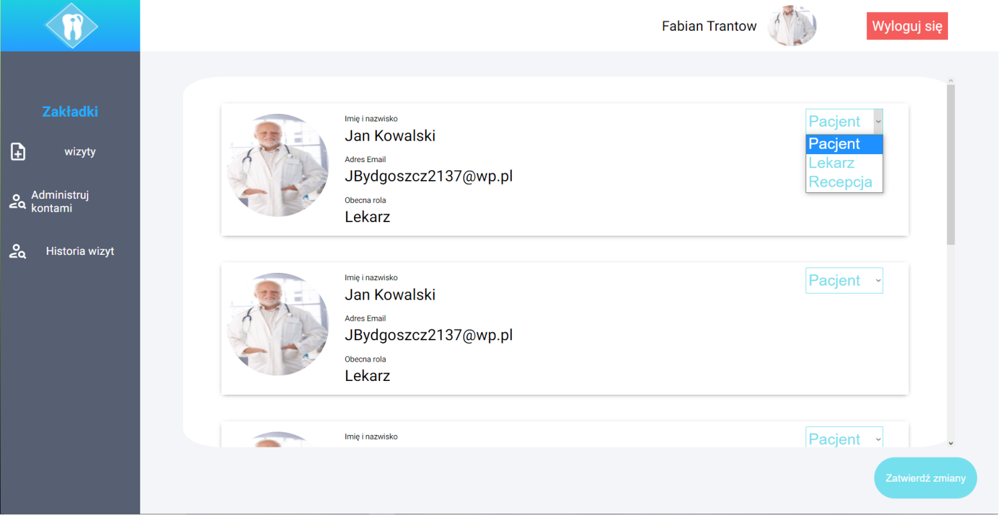 Fabian Trantow
Wyloguj się
Zakładki
wizyty
Administruj
kontami
Historia wizyt
Imię i nazwisko
Jan Kowalski
Adres Email
JBydgoszcz2137@wp.pl
Obecna rola
Lekarz
Pacjent
Pacjent
Lekarz
Recepcja
Imię i nazwisko
Jan Kowalski
Adres Email
JBydgoszcz2137@wp.pl
Obecna rola
Lekarz
Pacjent
Imię i nazwisko
Pacjent
Zatwierdź zmiany